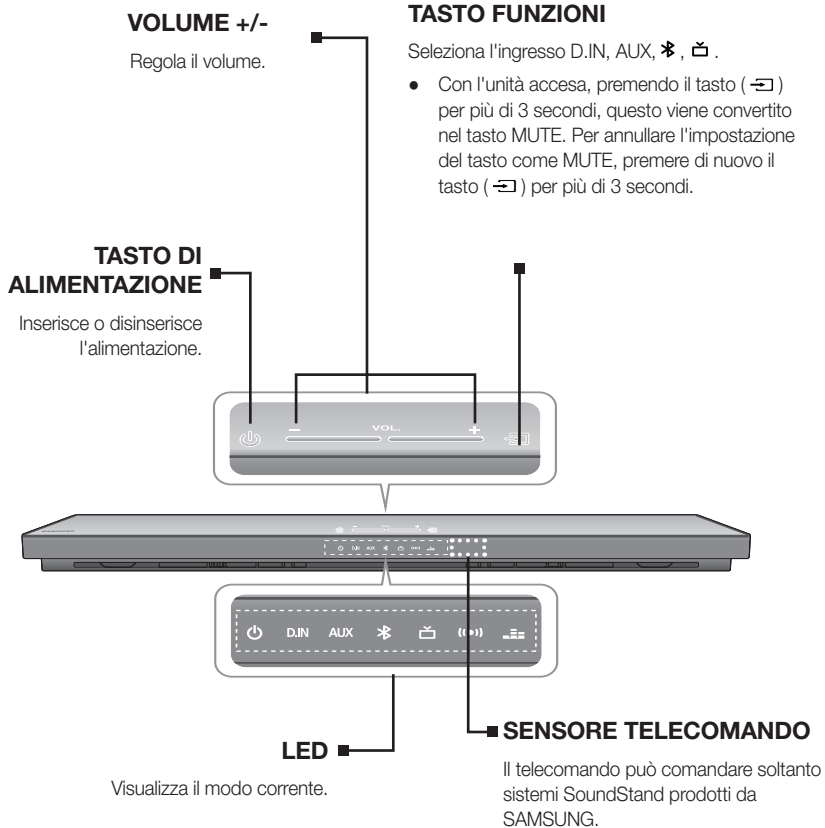 VOLUME +/-
Regola il volume.
TASTO FUNZIONI
Seleziona l'ingresso D.IN, AUX, , .
● Con l'unità accesa, premendo il tasto ( )
per più di 3 secondi, questo viene convertito
nel tasto MUTE. Per annullare l'impostazione
del tasto come MUTE, premere di nuovo il
tasto ( ) per più di 3 secondi.
TASTO DI
ALIMENTAZIONE
Inserisce o disinserisce
l'alimentazione.
- VOL. +
D.IN AUX
D.IN AUX
LED
Visualizza il modo corrente.
SENSORE TELECOMANDO
Il telecomando può comandare soltanto
sistemi SoundStand prodotti da
SAMSUNG.